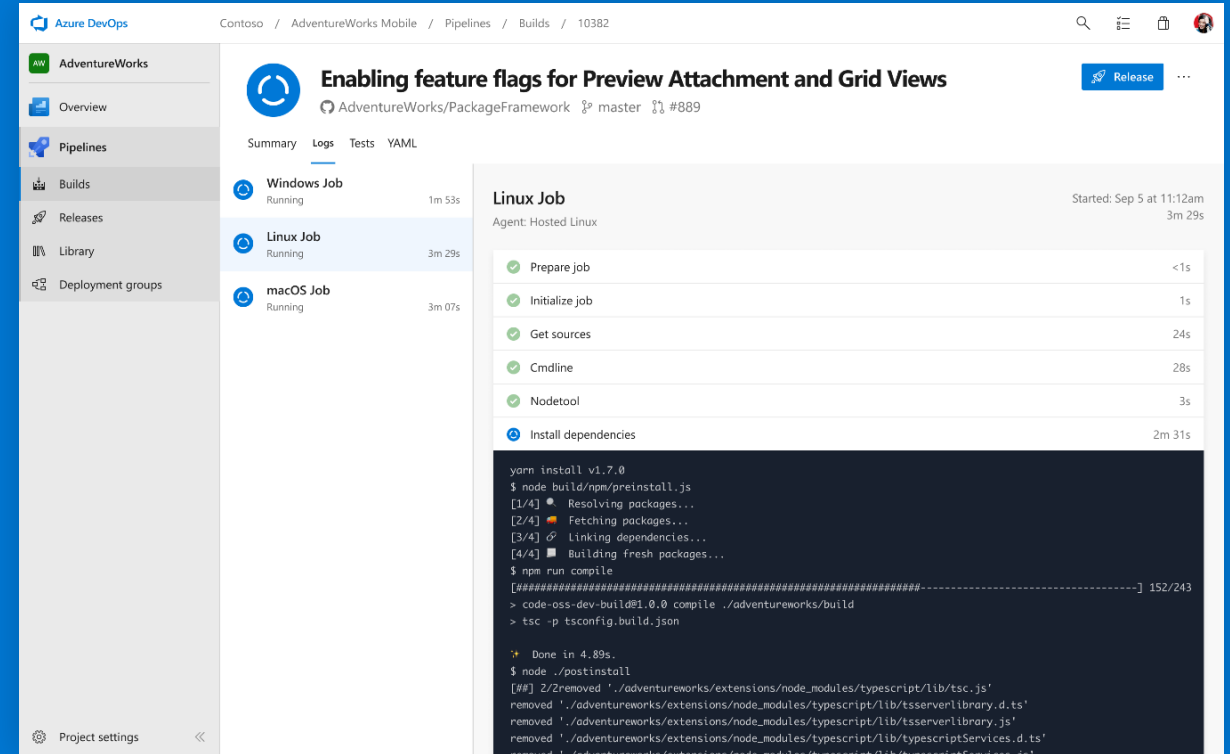 Azure DevOps
Contoso / AdventureWorks Mobile / Pipelines / Builds / 10382
AW AdventureWorks
Overview
Pipelines
Builds
Releases
Library
Deployment groups
Project settings
Enabling feature flags for Preview Attachment and Grid Views
Release
AdventureWorks/PackageFramework master #889
Summary Logs Tests YAML
Windows Job
Running 1m 53s
Linux Job
Running 3m 29s
macOS Job
Running 3m 07s
Linux Job
Started: Sep 5 at 11:12am
Agent: Hosted Linux
3m 29s
Prepare job <1s
Initialize job 1s
Get sources 24s
Cmdline 28s
Nodetool 3s
Install dependencies 2m 31s
yarn install v1.7.0
$ node build/npm/preinstall.js
[1/4] Resolving packages...
[2/4] Fetching packages...
[3/4] Linking dependencies...
[4/4] Building fresh packages...
$ npm run compile
[###################################################################------------------------------------] 152/243
> code-oss-dev-build@1.0.0 compile ./adventureworks/build
> tsc -p tsconfig.build.json
Done in 4.89s.
$ node ./postinstall
[##] 2/2removed './adventureworks/extensions/node_modules/typescript/lib/tsc.js'
removed './adventureworks/extensions/node_modules/typescript/lib/tsserverlibrary.d.ts'
removed './adventureworks/extensions/node_modules/typescript/lib/tsserverlibrary.js'
removed './adventureworks/extensions/node_modules/typescript/lib/typescriptServices.d.ts'